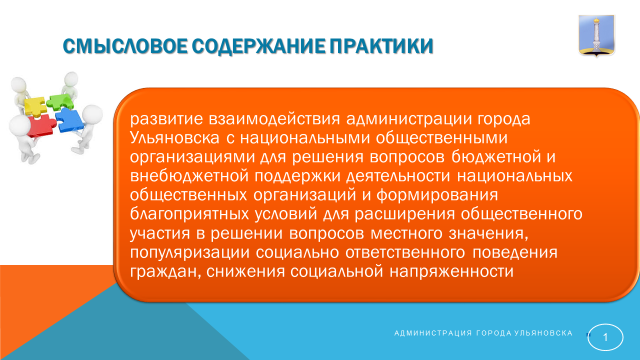 СМЫСЛОВОЕ СОДЕРЖАНИЕ ПРАКТИКИ
развитие взаимодействия администрации города
Ульяновска с национальными общественными
организациями для решения вопросов бюджетной и
внебюджетной поддержки деятельности национальных
общественных организаций и формирования
благоприятных условий для расширения общественного
участия в решении вопросов местного значения,
популяризации социально ответственного поведения
граждан, снижения социальной напряженности
АДМИНИСТРАЦИЯ ГОРОДА УЛЬЯНОВСКА
1